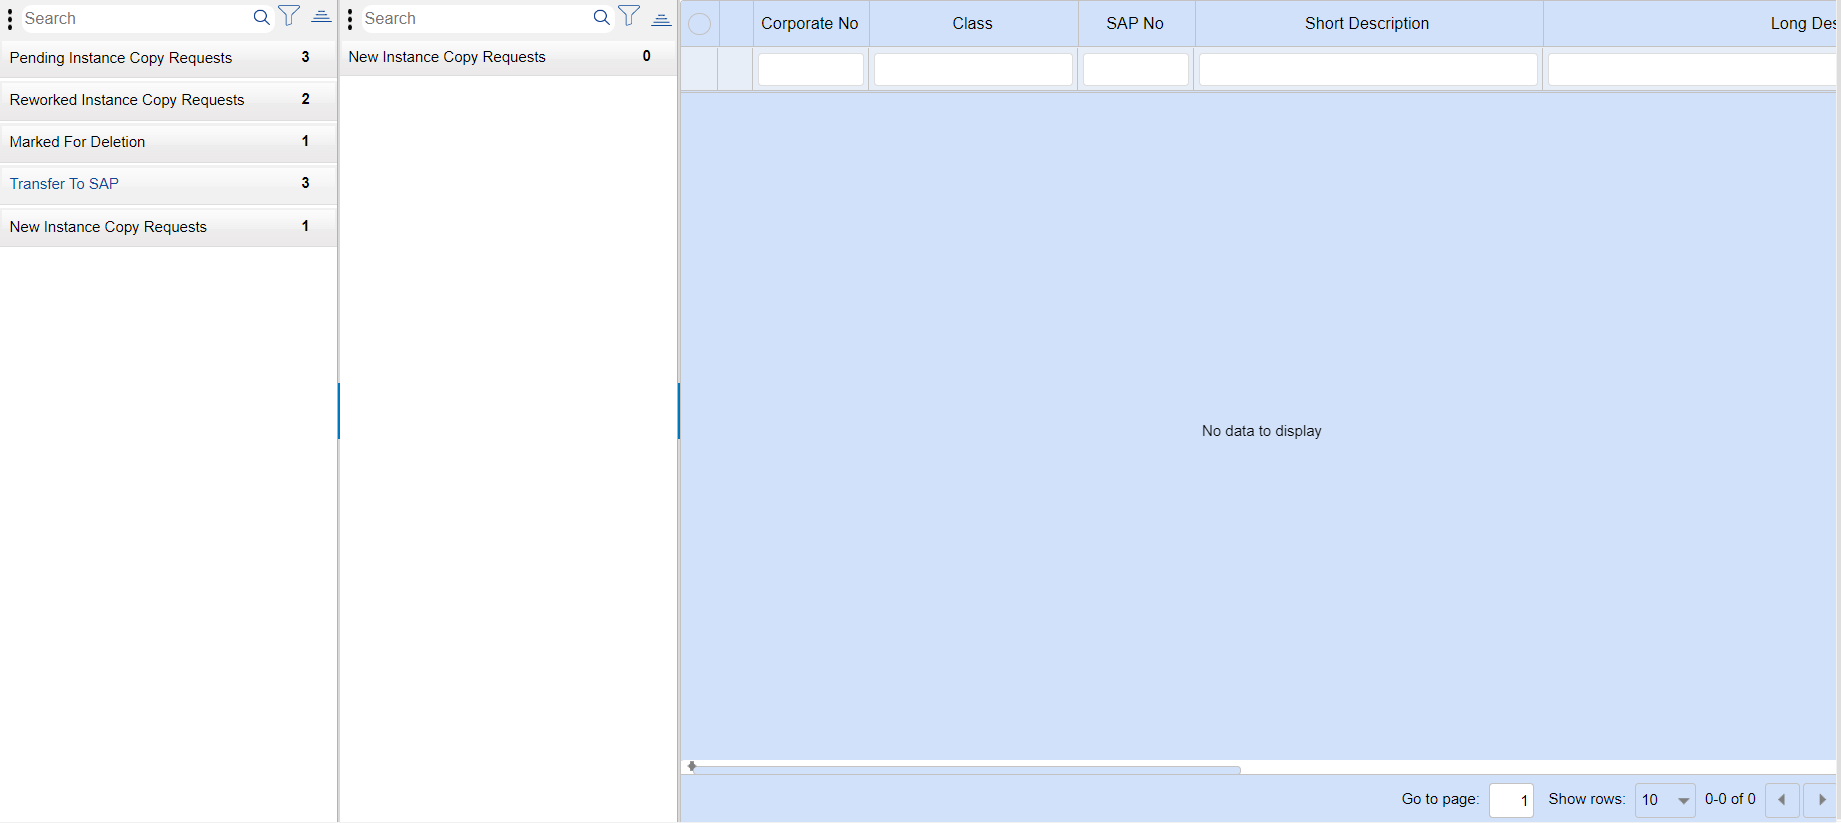 Search
Pending Instance Copy Requests 3
Reworked Instance Copy Requests 2
Marked For Deletion 1
Transfer To SAP 3
New Instance Copy Requests 1
Search
New Instance Copy Requests 0
Corporate No Class SAP No Short Description Long Des
No data to display
Go to page: 1 Show rows: 10 0-0 of 0